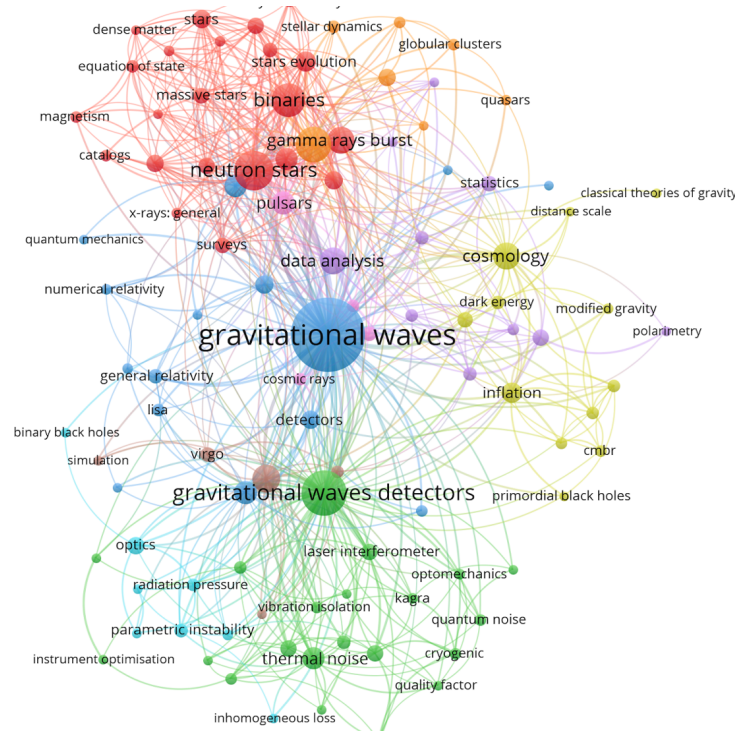 stars
dense matter
stellar dynamics
globular clusters
equation of state
stars evolution
massive stars
binaries
quasars
magnetism
gamma rays burst
catalogs
neutron stars
statistics
classical theories of gravity
pulsars
x-rays: general
distance scale
quantum mechanics
surveys
data analysis
cosmology
numerical relativity
dark energy
modified gravity
gravitational waves
polarimetry
general relativity
cosmic rays
inflation
lisa
detectors
binary black holes
simulation
virgo
cmbr
gravitational waves detectors
primordial black holes
optics
laser interferometer
optomechanics
radiation pressure
kagra
vibration isolation
quantum noise
parametric instability
instrument optimisation
thermal noise
cryogenic
quality factor
inhomogeneous loss